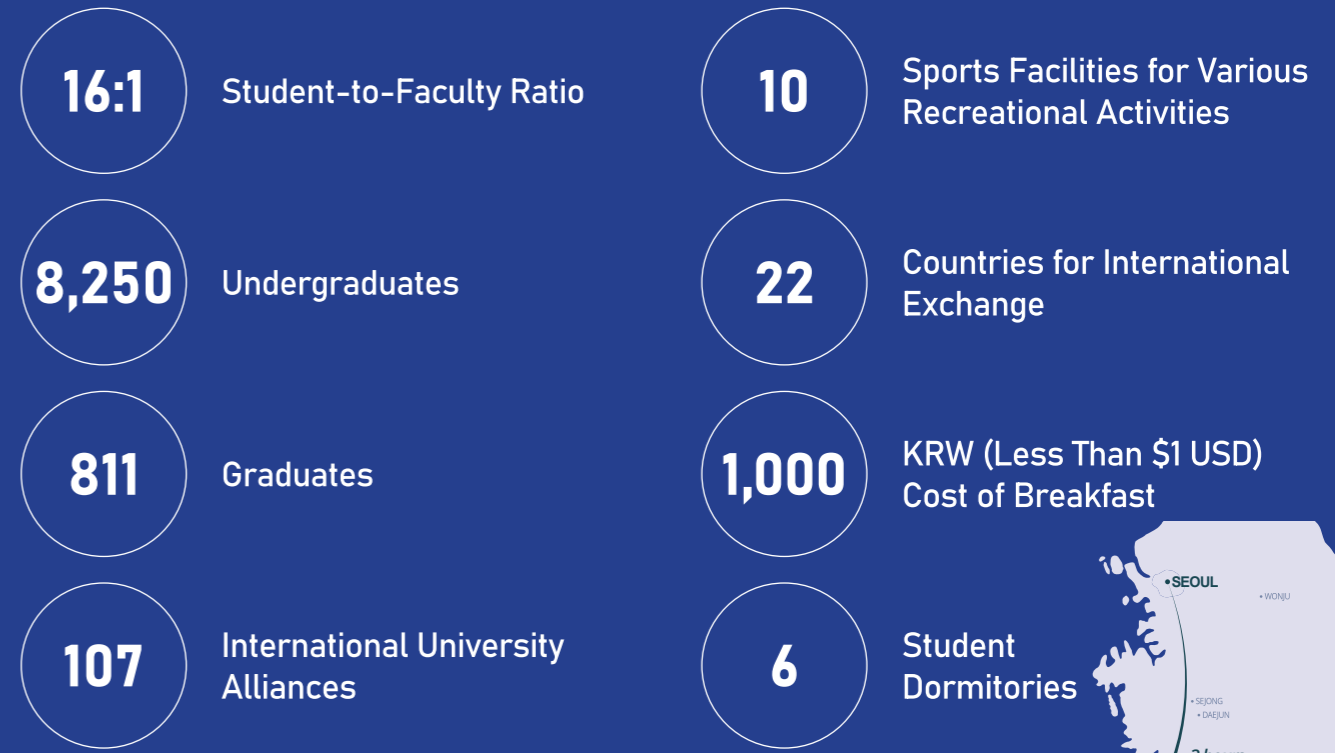 16:1
Student-to-Faculty Ratio
8,250
Undergraduates
811
Graduates
107
International University
Alliances
10
Sports Facilities for Various
Recreational Activities
22
Countries for International
Exchange
1,000
KRW (Less Than $1 USD)
Cost of Breakfast
6
Student
Dormitories
•SEOUL
• WONJU
• SEJONG
• DAEJUN